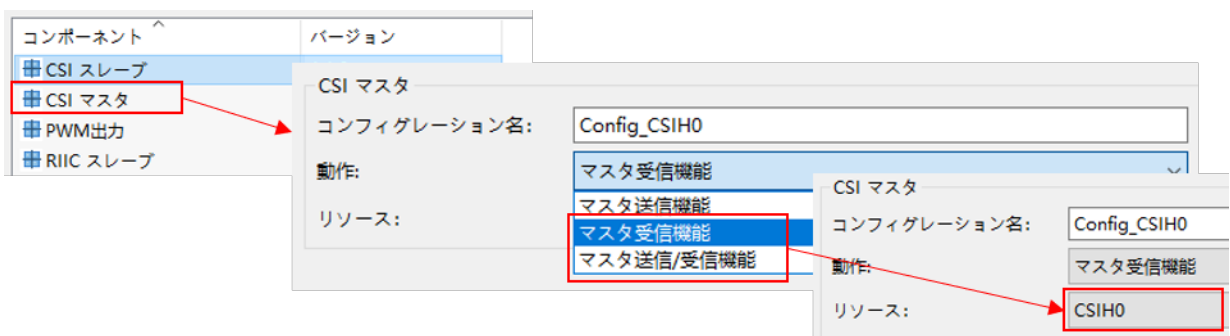 コンポーネント バージョン
CSI スレーブ
CSI マスタ
PWM出力
RIIC スレーブ
CSI マスタ
コンフィグレーション名: Config_CSIH0
動作: マスタ受信機能
リソース:
マスタ送信機能
マスタ受信機能
マスタ送信/受信機能
CSI マスタ
コンフィグレーション名: Config_CSIH0
動作: マスタ受信機能
リソース: CSIH0